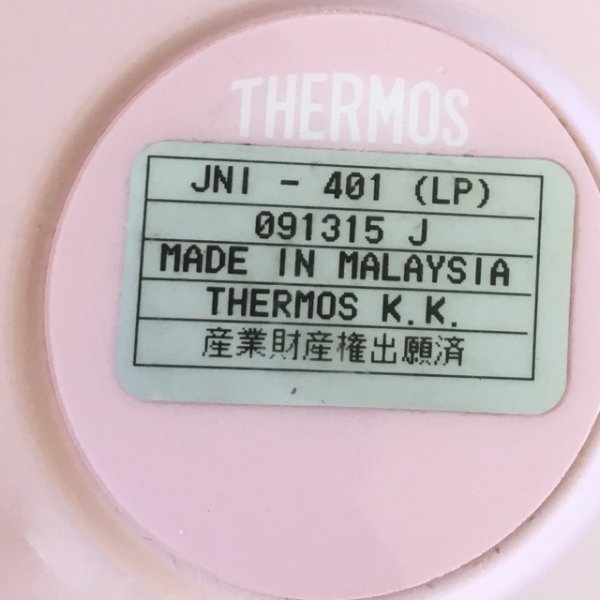 THERMOS
JNI - 401 (LP)
091315 J
MADE IN MALAYSIA
THERMOS K.K.
産業財産権出願済